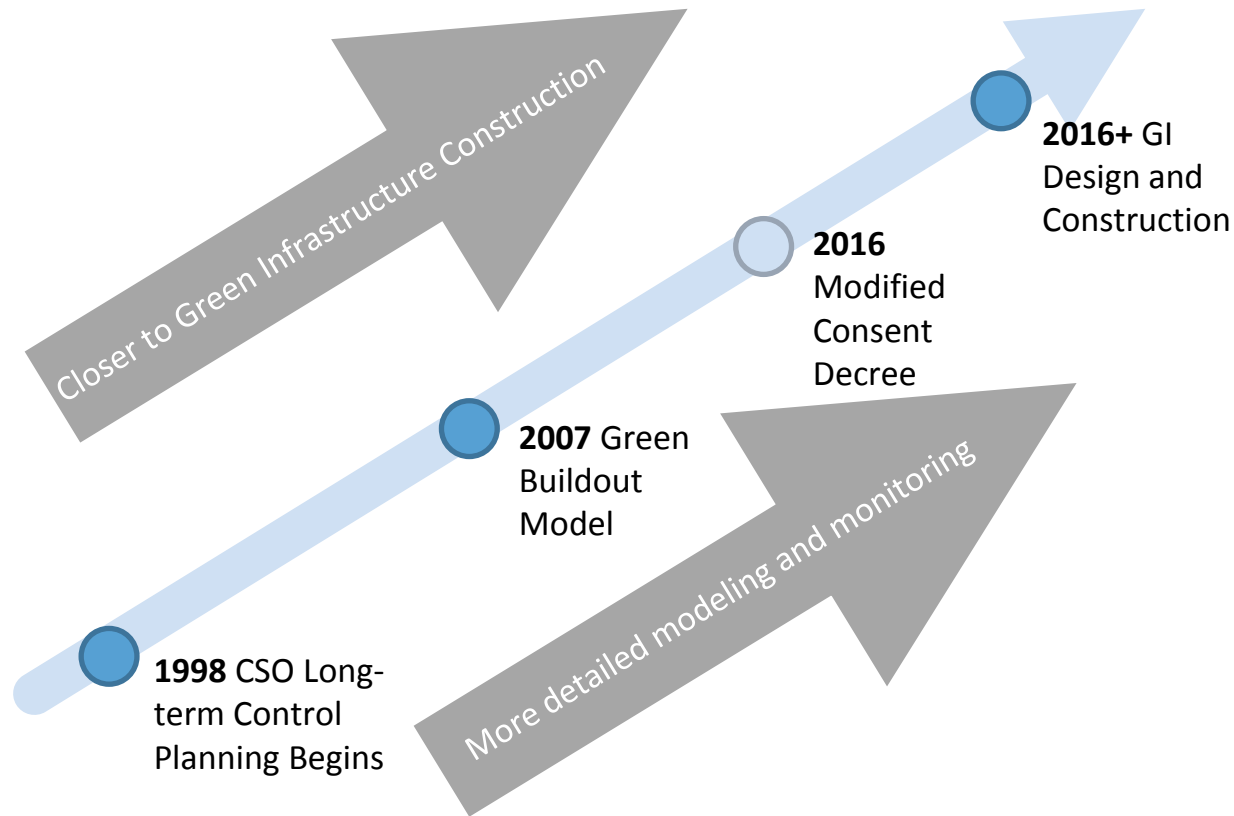 Closer to Green Infrastructure Construction
2016+ GI
Design and
Construction
2016
Modified
Consent
Decree
2007 Green
Buildout
Model
More detailed modeling and monitoring
1998 CSO Long-
term Control
Planning Begins